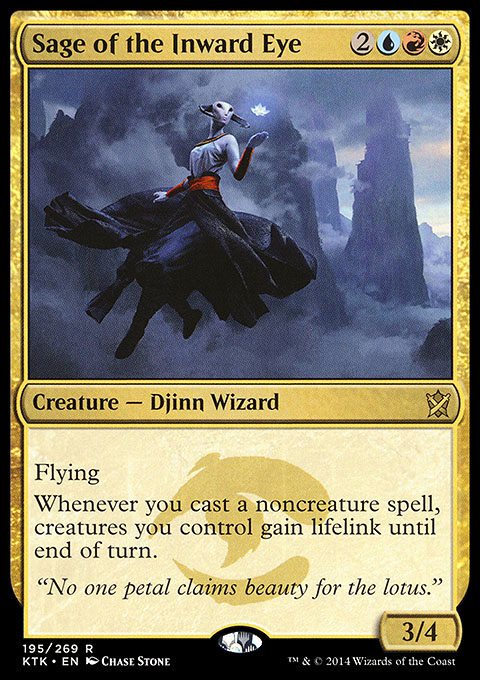 Sage of the Inward Eye 2
Creature — Djinn Wizard
Flying
Whenever you cast a noncreature spell,
creatures you control gain lifelink until
end of turn.
“No one petal claims beauty for the lotus.”
3/4
195/269 R
KTK • EN Chase Stone
™ & © 2014 Wizards of the Coast